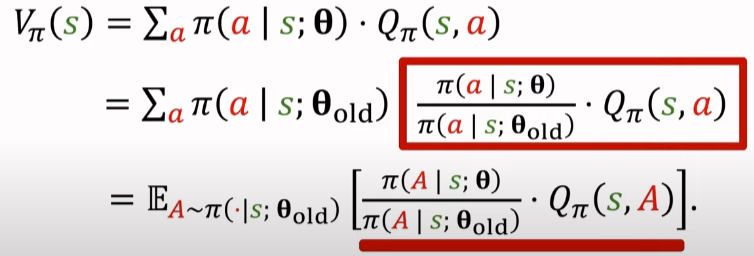 V_π(s) = ∑_a π(a | s; θ) · Q_π(s, a)
= ∑_a π(a | s; θ_old) π(a | s; θ) / π(a | s; θ_old) · Q_π(s, a)
= 𝔼_{A~π(·|s; θ_old)} [ π(A | s; θ) / π(A | s; θ_old) · Q_π(s, A) ].